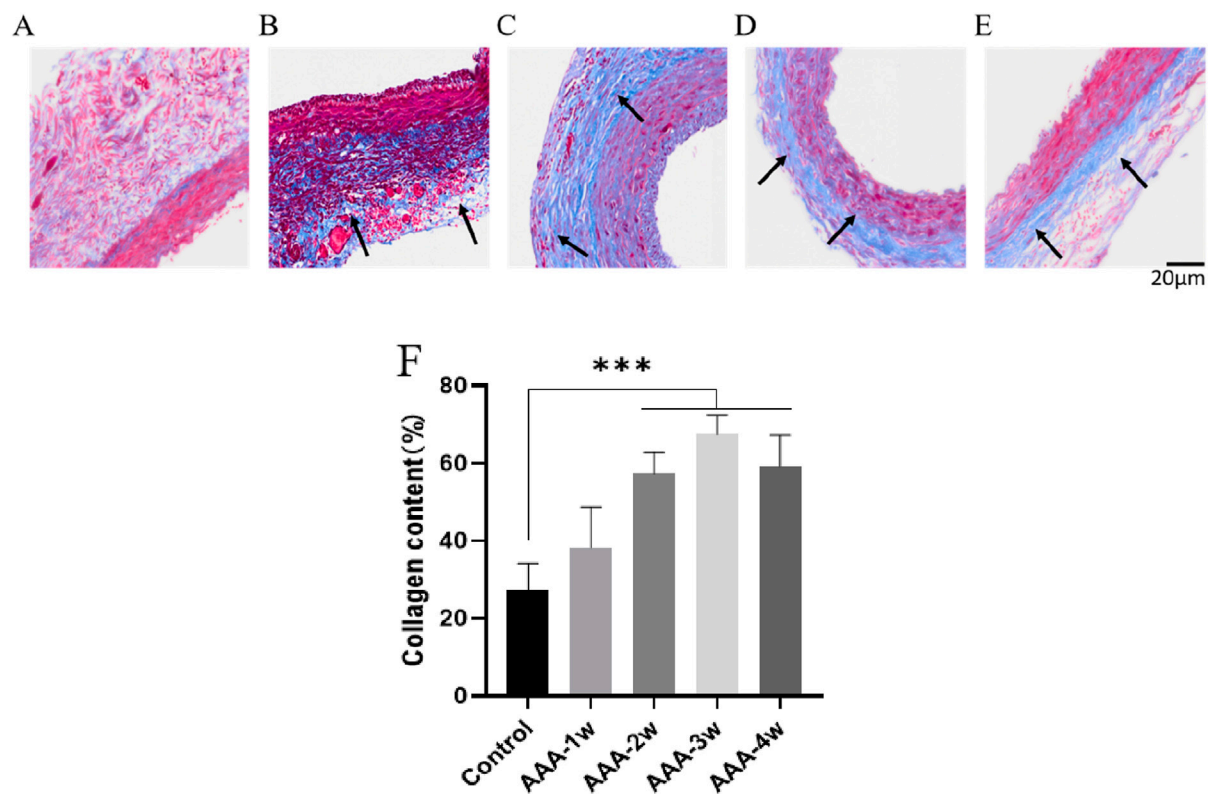 A B C D E
20μm
F
***
80
60
40
20
0
Collagen content(%)
Control
AAA-1w
AAA-2w
AAA-3w
AAA-4w